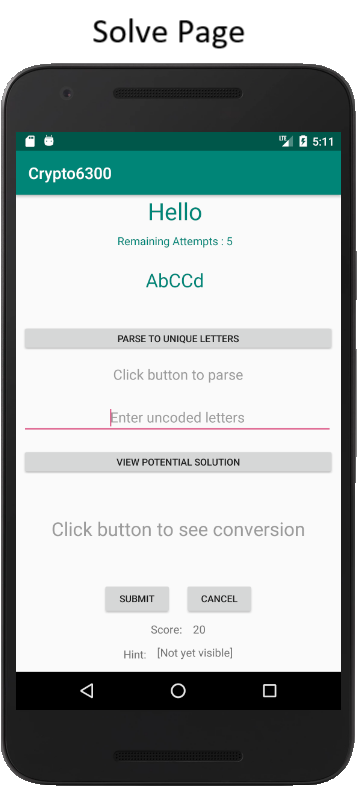 Solve Page
LTE 5:11
Crypto6300
Hello
Remaining Attempts : 5
AbCCd
PARSE TO UNIQUE LETTERS
Click button to parse
Enter uncoded letters
VIEW POTENTIAL SOLUTION
Click button to see conversion
SUBMIT CANCEL
Score: 20
Hint: [Not yet visible]